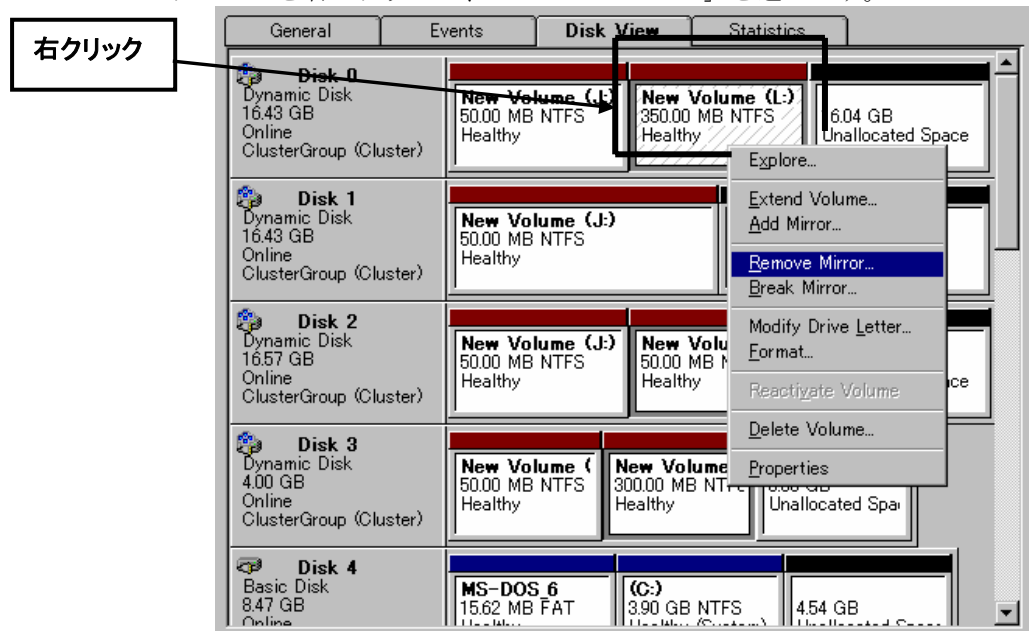 右クリック
General Events Disk View Statistics
Disk 0
Dynamic Disk
16.43 GB
Online
ClusterGroup (Cluster)
New Volume (J:)
50.00 MB NTFS
Healthy
New Volume (L:)
350.00 MB NTFS
Healthy
16.04 GB
Unallocated Space
Disk 1
Dynamic Disk
16.43 GB
Online
ClusterGroup (Cluster)
New Volume (J:)
50.00 MB NTFS
Healthy
Disk 2
Dynamic Disk
16.57 GB
Online
ClusterGroup (Cluster)
New Volume (J:)
50.00 MB NTFS
Healthy
New Volu
50.00 MB N
Healthy
ce
Disk 3
Dynamic Disk
4.00 GB
Online
ClusterGroup (Cluster)
New Volume (
50.00 MB NTFS
Healthy
New Volume
300.00 MB NTF
Healthy
Unallocated Spa
Disk 4
Basic Disk
8.47 GB
Online
MS-DOS_6
15.62 MB FAT
(C:)
3.90 GB NTFS
Healthy (System)
4.54 GB
Explore...
Extend Volume...
Add Mirror...
Remove Mirror...
Break Mirror...
Modify Drive Letter...
Format...
Reactivate Volume
Delete Volume...
Properties